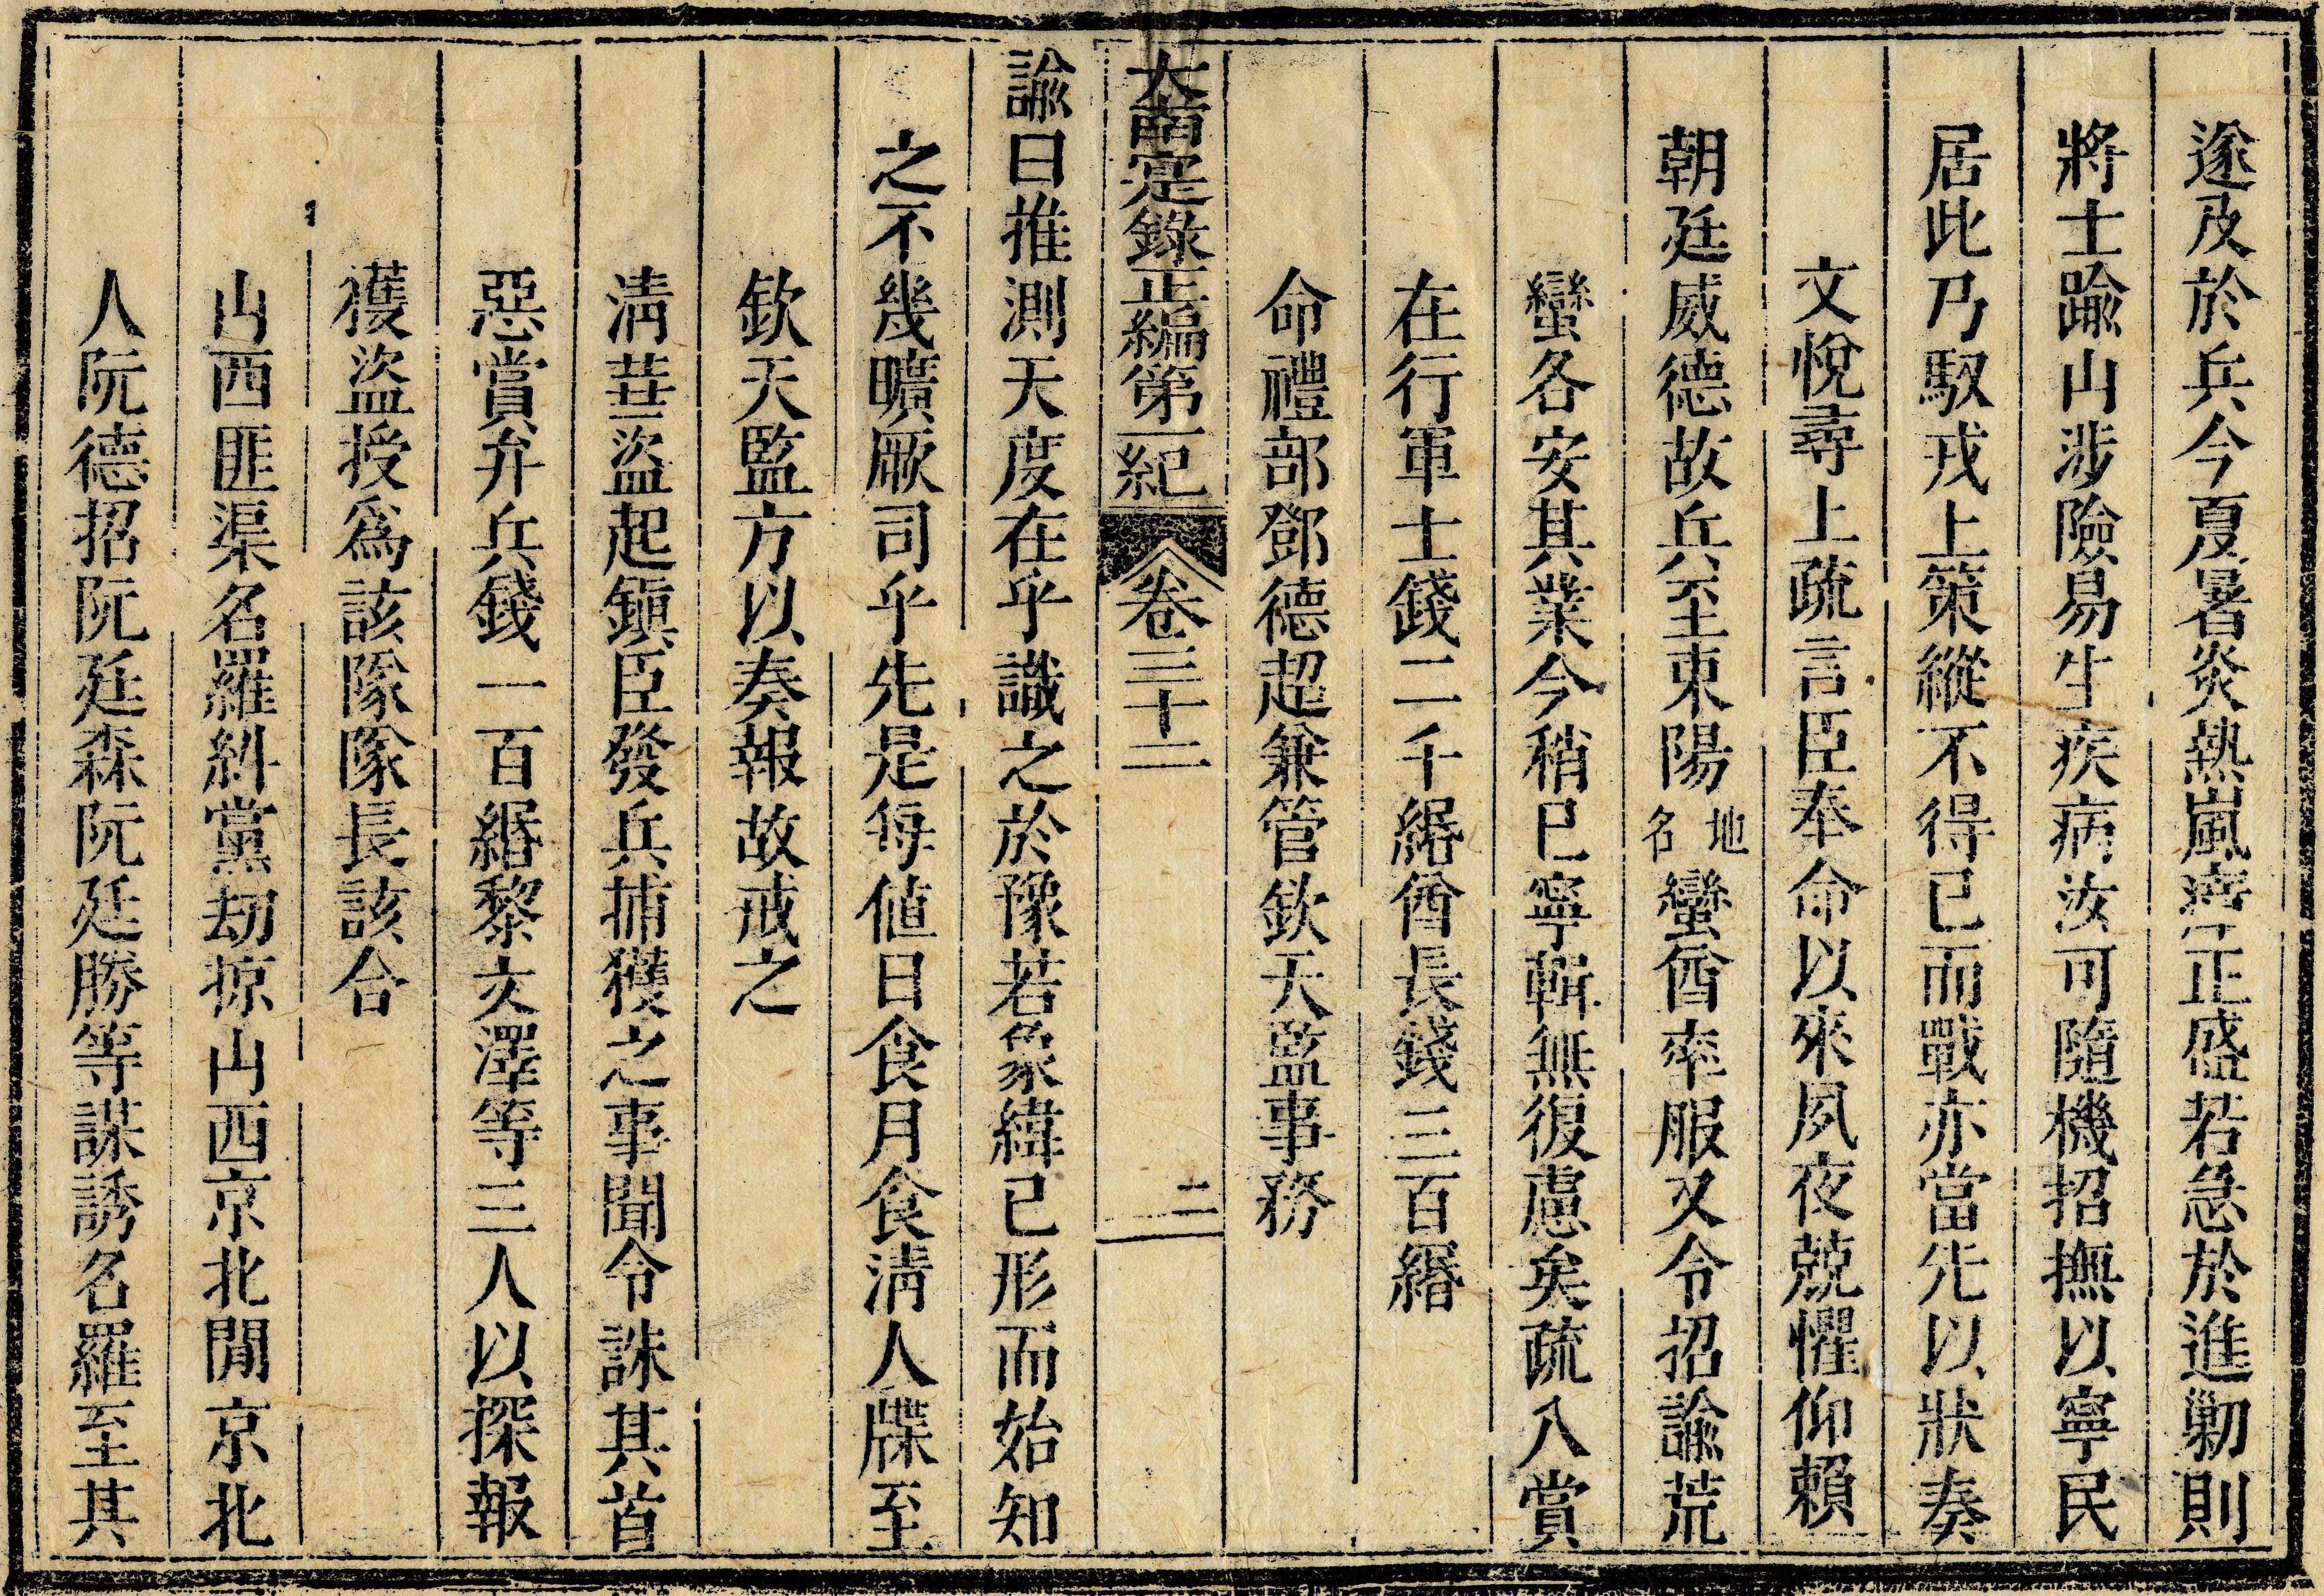 遂及於兵今夏暑炎熱嵐瘴正盛若急於進勦則
將士踰山涉險易生疾病汝可隨機招撫以寧民
居此乃馭戎上策縱不得已而戰亦當先以狀奏
文悅尋上疏言臣奉命以來夙夜兢懼仰賴
朝廷威德故兵至東陽地名蠻酋率服又令招諭荒
蠻各安其業今稍已寧輯無復慮矣疏入賞
在行軍士錢二千緡酋長錢三百緡
命禮部鄧德超兼管欽天監事務
大南寔錄正編第一紀 卷三十二 二
諭曰推測天度在乎識之於豫若象緯已形而始知
之不幾曠厥司乎先是每値日食月食淸人牒至
欽天監方以奏報故戒之
淸葩盜起鎭臣發兵捕獲之事聞令誅其首
惡賞弁兵錢一百緡黎文澤等三人以探報
獲盜授爲該隊隊長該合
山西匪渠名羅糾黨刼掠山西京北閒京北
人阮德招阮廷森阮廷勝等謀誘名羅至其